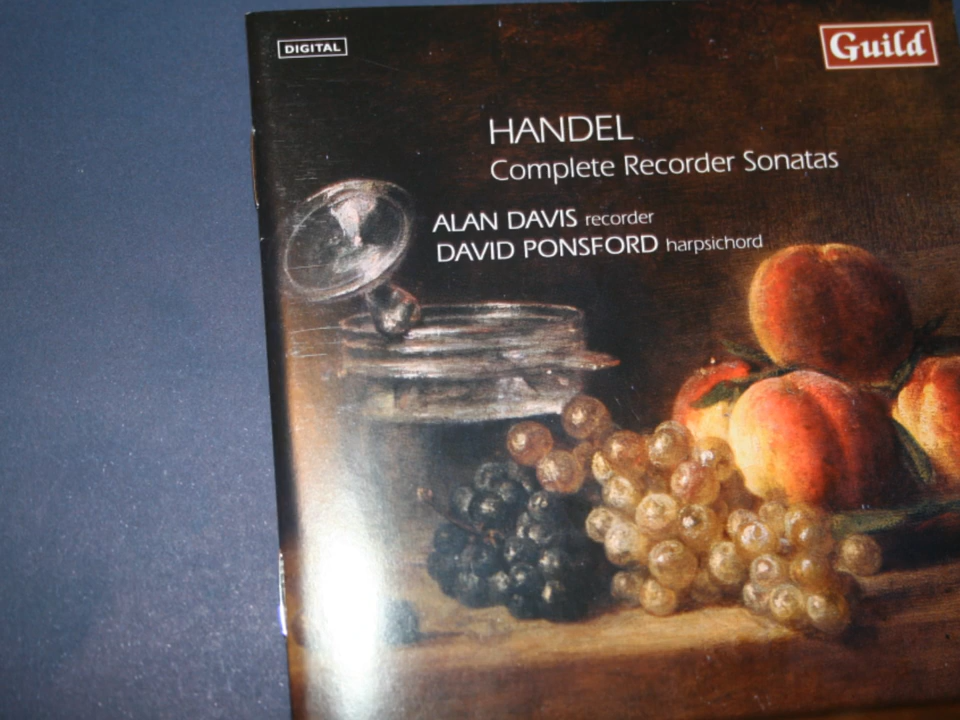 DIGITAL
Guild
HANDEL
Complete Recorder Sonatas
ALAN DAVIS recorder
DAVID PONSFORD harpsichord